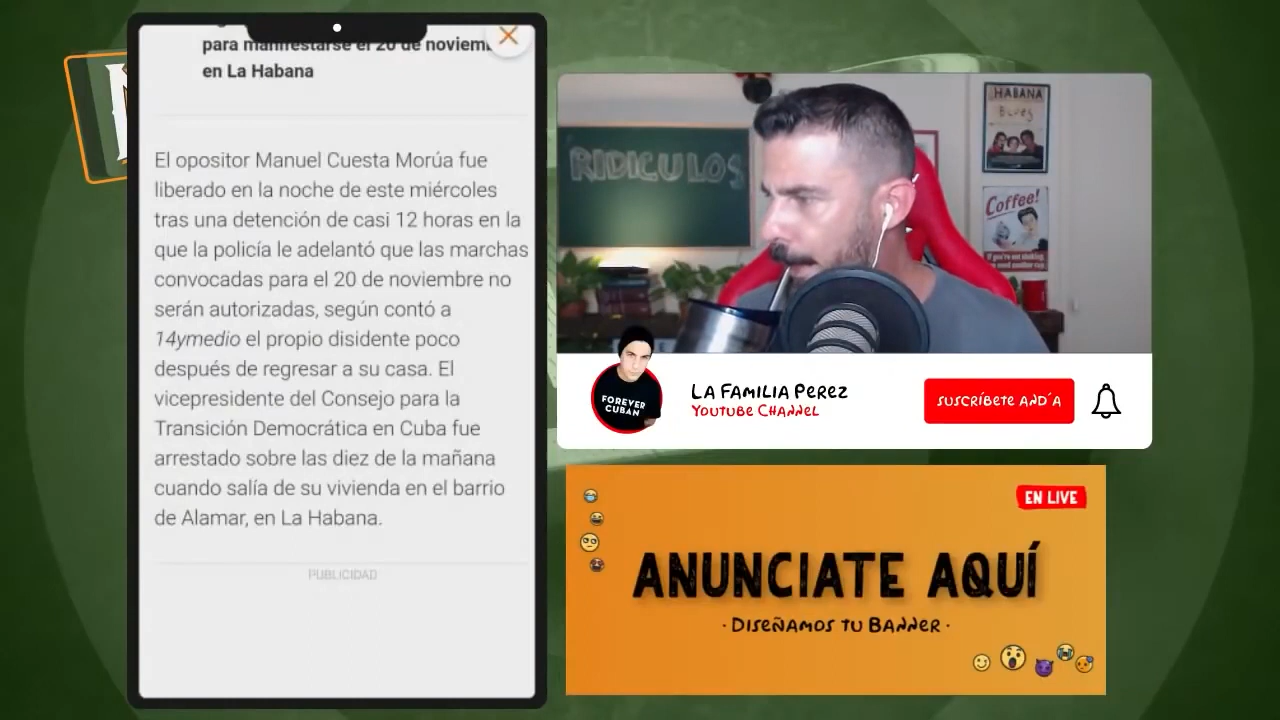 para manifestarse el 20 de noviem
en La Habana
El opositor Manuel Cuesta Morúa fue
liberado en la noche de este miércoles
tras una detención de casi 12 horas en la
que la policía le adelantó que las marchas
convocadas para el 20 de noviembre no
serán autorizadas, según contó a
14ymedio el propio disidente poco
después de regresar a su casa. El
vicepresidente del Consejo para la
Transición Democrática en Cuba fue
arrestado sobre las diez de la mañana
cuando salía de su vivienda en el barrio
de Alamar, en La Habana.
PUBLICIDAD
RIDICULOS
HABANA
Blues
Coffee!
FOREVER
CUBAN
LA FAMILIA PEREZ
YOUTUBE CHANNEL
SUSCRÍBETE AND´A
EN LIVE
ANUNCIATE AQUÍ
· DISEÑAMOS TU BANNER ·